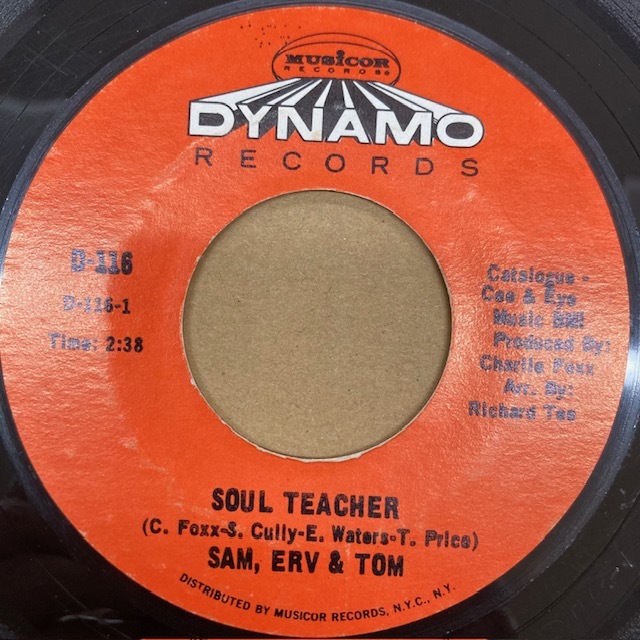 MUSICOR
RECORDS®
DYNAMO
RECORDS
D-116
D-116-1
Time: 2:38
Catalogue -
Cee & Eye
Music BMI
Produced By:
Charlie Foxx
Arr. By:
Richard Tee
SOUL TEACHER
(C. Foxx-S. Cully-E. Waters-T. Price)
SAM, ERV & TOM
DISTRIBUTED BY MUSICOR RECORDS, N.Y.C., N.Y.